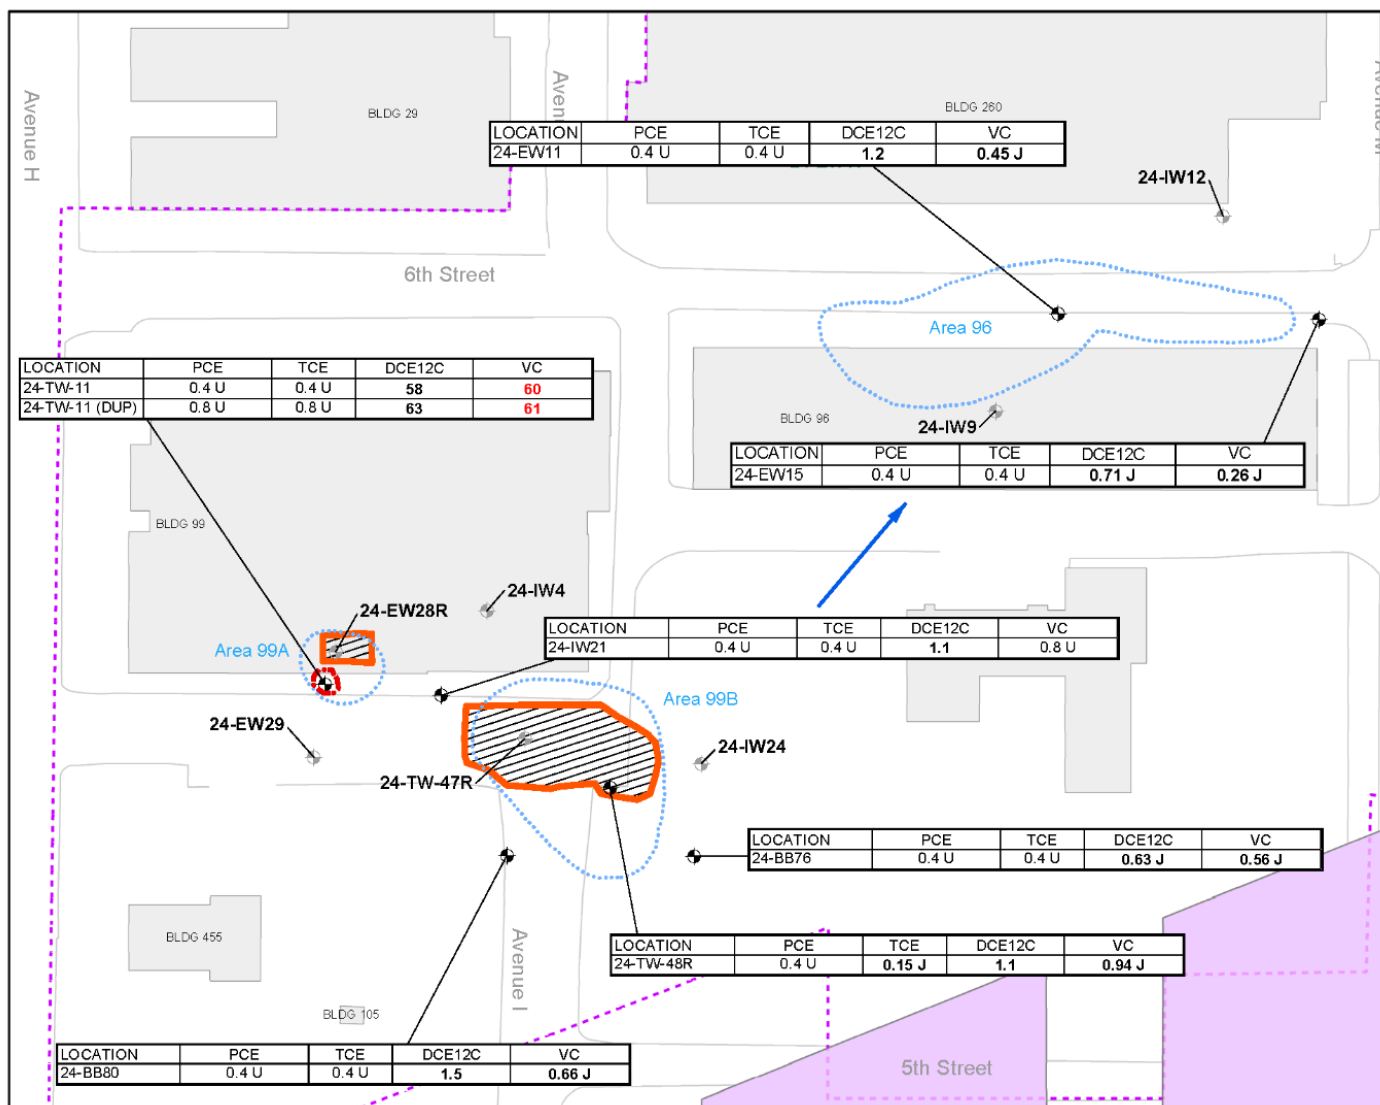 Avenue H
BLDG 29
Avenue
BLDG 260
LOCATION PCE TCE DCE12C VC
24-EW11 0.4 U 0.4 U 1.2 0.45 J
24-IW12
6th Street
Area 96
LOCATION PCE TCE DCE12C VC
24-TW-11 0.4 U 0.4 U 58 60
24-TW-11 (DUP) 0.8 U 0.8 U 63 61
BLDG 96
24-IW9
LOCATION PCE TCE DCE12C VC
24-EW15 0.4 U 0.4 U 0.71 J 0.26 J
BLDG 99
24-IW4
24-EW28R
Area 99A
LOCATION PCE TCE DCE12C VC
24-IW21 0.4 U 0.4 U 1.1 0.8 U
Area 99B
24-EW29
24-IW24
24-TW-47R
LOCATION PCE TCE DCE12C VC
24-BB76 0.4 U 0.4 U 0.63 J 0.56 J
BLDG 455
Avenue I
LOCATION PCE TCE DCE12C VC
24-TW-48R 0.4 U 0.15 J 1.1 0.94 J
BLDG 105
LOCATION PCE TCE DCE12C VC
24-BB80 0.4 U 0.4 U 1.5 0.66 J
5th Street